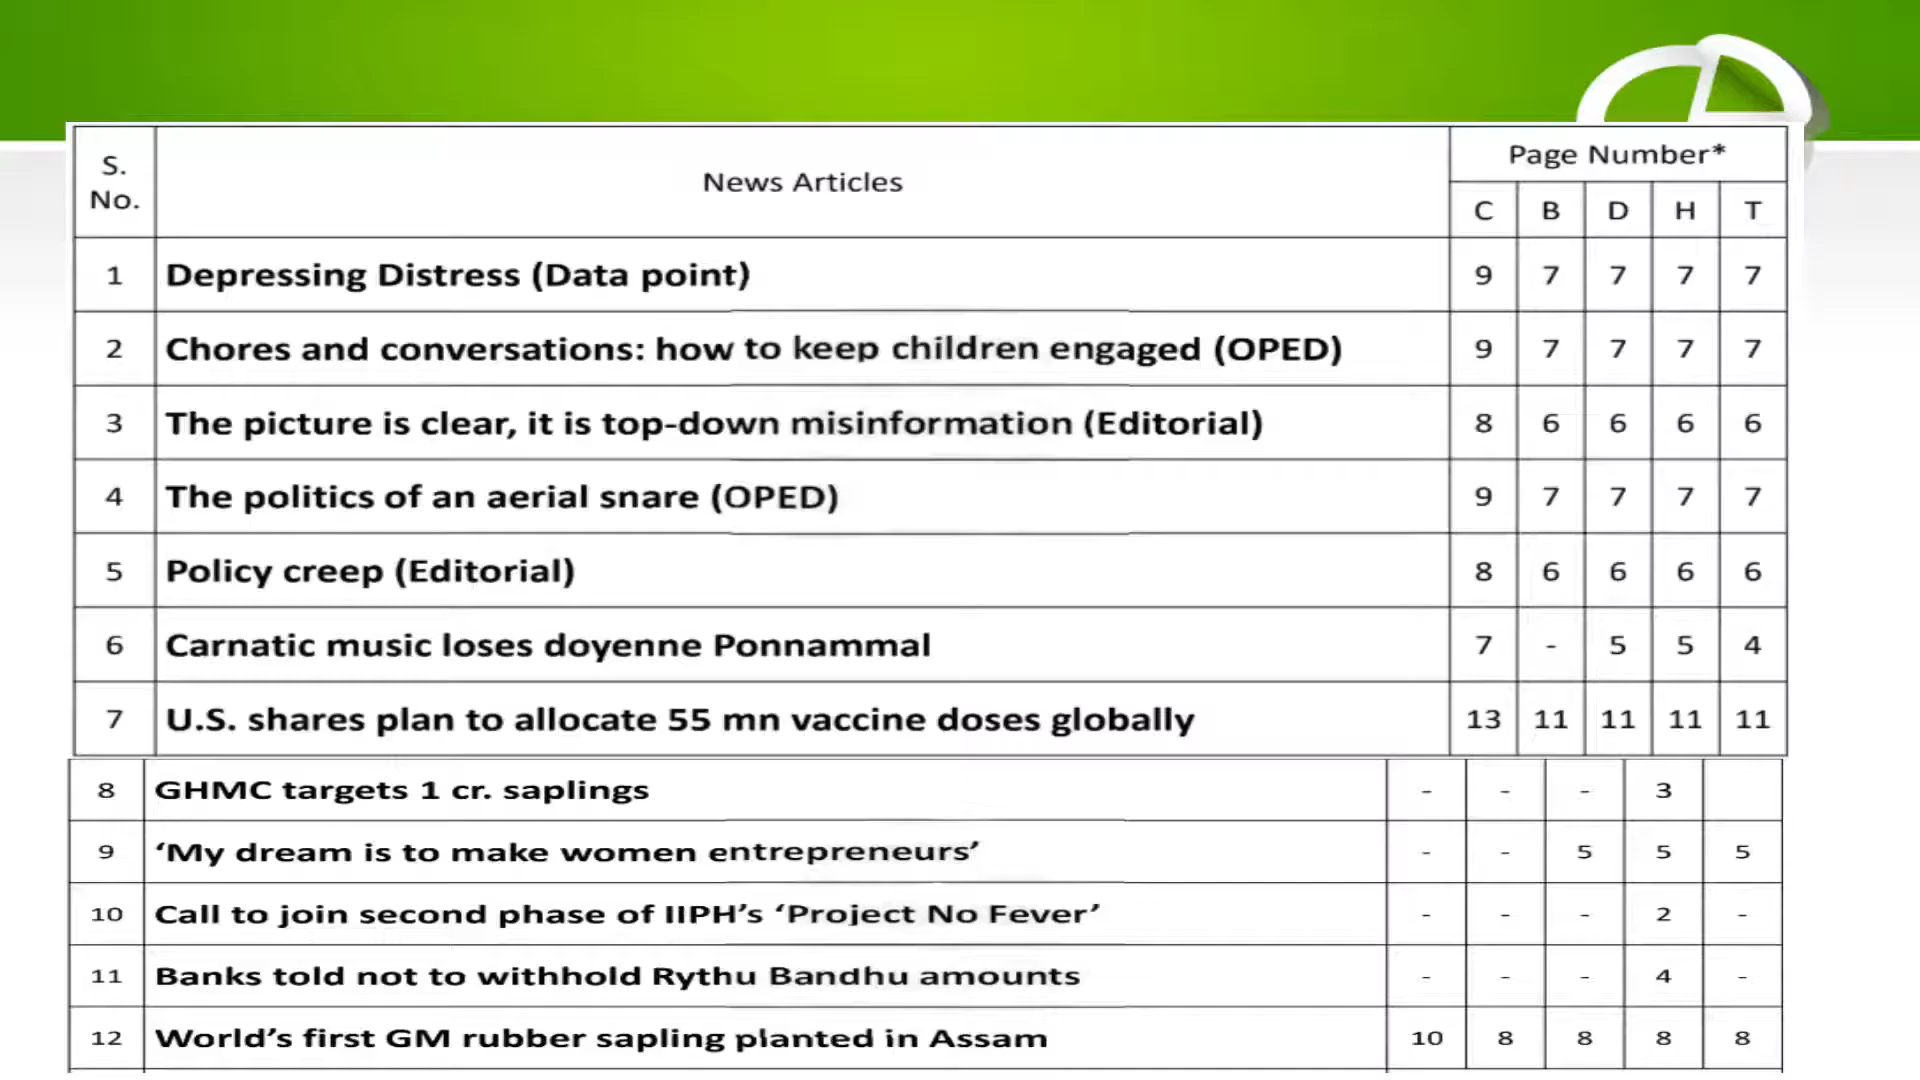 S. No. News Articles Page Number*
C B D H T
1 Depressing Distress (Data point) 9 7 7 7 7
2 Chores and conversations: how to keep children engaged (OPED) 9 7 7 7 7
3 The picture is clear, it is top-down misinformation (Editorial) 8 6 6 6 6
4 The politics of an aerial snare (OPED) 9 7 7 7 7
5 Policy creep (Editorial) 8 6 6 6 6
6 Carnatic music loses doyenne Ponnammal 7 - 5 5 4
7 U.S. shares plan to allocate 55 mn vaccine doses globally 13 11 11 11 11
8 GHMC targets 1 cr. saplings - - - 3
9 ‘My dream is to make women entrepreneurs’ - - 5 5 5
10 Call to join second phase of IIPH’s ‘Project No Fever’ - - - 2 -
11 Banks told not to withhold Rythu Bandhu amounts - - - 4 -
12 World’s first GM rubber sapling planted in Assam 10 8 8 8 8